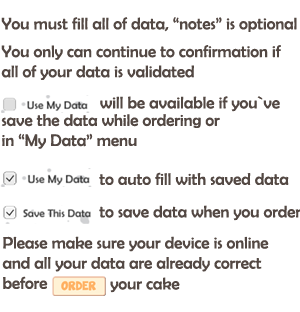 You must fill all of data, “notes” is optional
You only can continue to confirmation if
all of your data is validated
Use My Data will be available if you`ve
save the data while ordering or
in “My Data” menu
Use My Data to auto fill with saved data
Save This Data to save data when you order
Please make sure your device is online
and all your data are already correct
before ORDER your cake